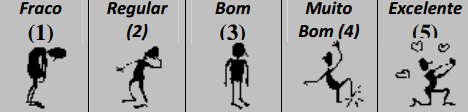 Fraco Regular Bom Muito Excelente
(1) (2) (3) Bom (4) (5)